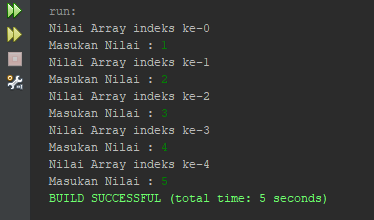 run:
Nilai Array indeks ke-0
Masukan Nilai : 1
Nilai Array indeks ke-1
Masukan Nilai : 2
Nilai Array indeks ke-2
Masukan Nilai : 3
Nilai Array indeks ke-3
Masukan Nilai : 4
Nilai Array indeks ke-4
Masukan Nilai : 5
BUILD SUCCESSFUL (total time: 5 seconds)